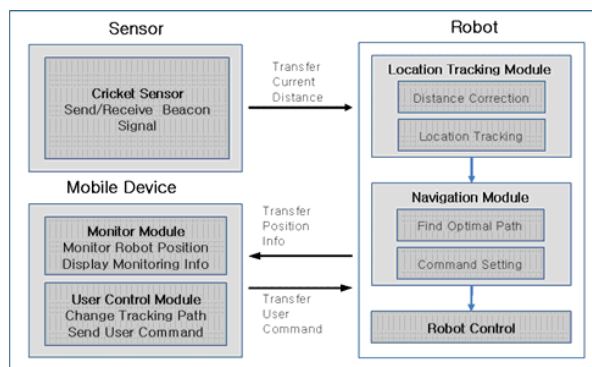 Sensor
Cricket Sensor
Send/Receive Beacon
Signal
Transfer
Current
Distance
Robot
Location Tracking Module
Distance Correction
Location Tracking
Mobile Device
Monitor Module
Monitor Robot Position
Display Monitoring Info
User Control Module
Change Tracking Path
Send User Command
Transfer
Position
Info
Transfer
User
Command
Navigation Module
Find Optimal Path
Command Setting
Robot Control